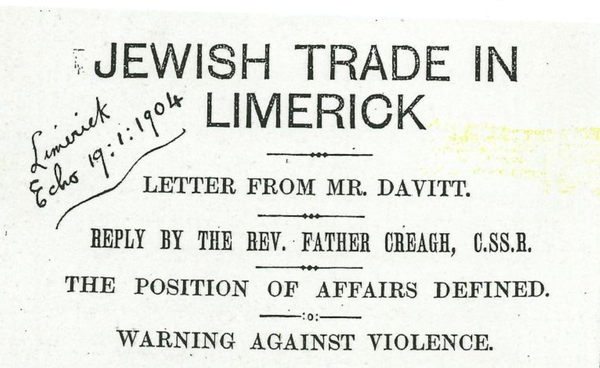 JEWISH TRADE IN
LIMERICK
Limerick
Echo 19:1:1904
LETTER FROM MR. DAVITT.
REPLY BY THE REV. FATHER CREAGH, C.SS.R.
THE POSITION OF AFFAIRS DEFINED.
:o:
WARNING AGAINST VIOLENCE.